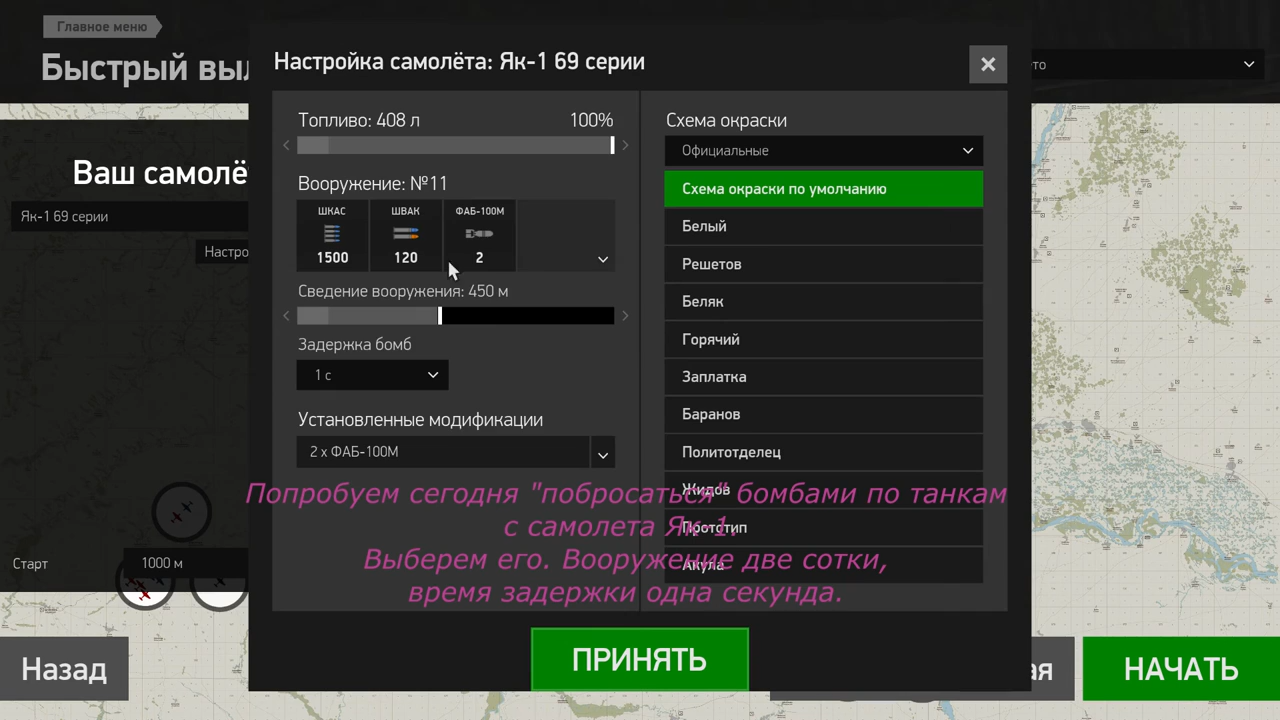 Главное меню
Быстрый выл
Настройка самолёта: Як-1 69 серии
то
Ваш самолё
Як-1 69 серии
Настро
Топливо: 408 л 100%
Вооружение: №11
ШКАС ШВАК ФАБ-100М
1500 120 2
Сведение вооружения: 450 м
Задержка бомб
1 с
Установленные модификации
2 x ФАБ-100М
Схема окраски
Официальные
Схема окраски по умолчанию
Белый
Решетов
Беляк
Горячий
Заплатка
Баранов
Политотделец
Жидов
Прототип
Акула
Попробуем сегодня "побросаться" бомбами по танкам
с самолета Як-1.
Выберем его. Вооружение две сотки,
время задержки одна секунда.
Старт 1000 м
Назад
ПРИНЯТЬ
ая
НАЧАТЬ